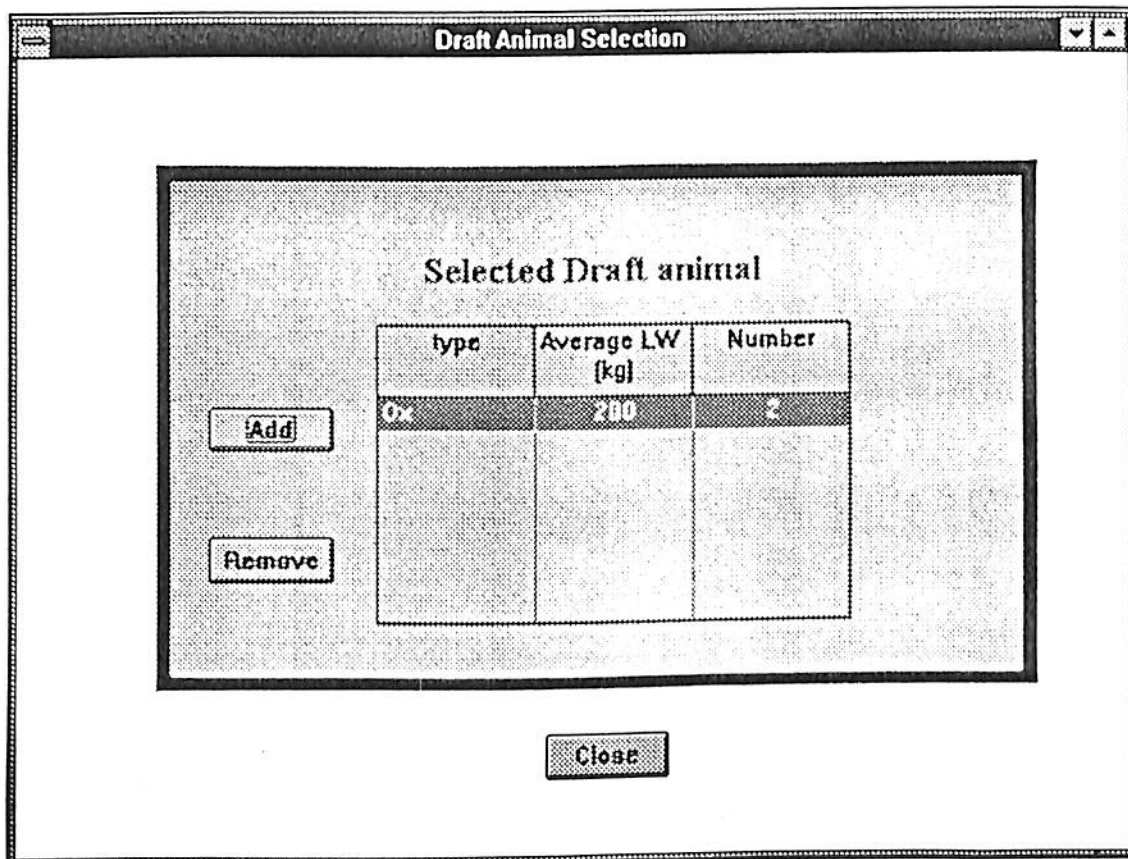 Draft Animal Selection
Selected Draft animal
type Average LW (kg) Number
Ox 200 2
Add
Remove
Close